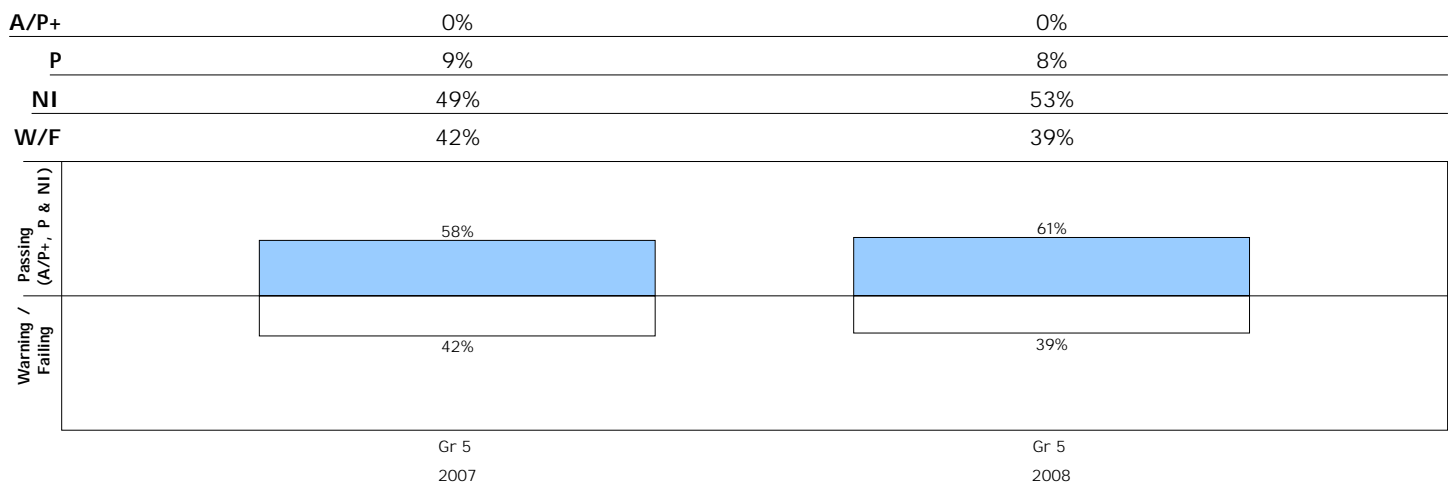 A/P+ 0% 0%
P 9% 8%
NI 49% 53%
W/F 42% 39%
Passing
(A/P+, P & NI)
58% 61%
Warning /
Failing
42% 39%
Gr 5 Gr 5
2007 2008